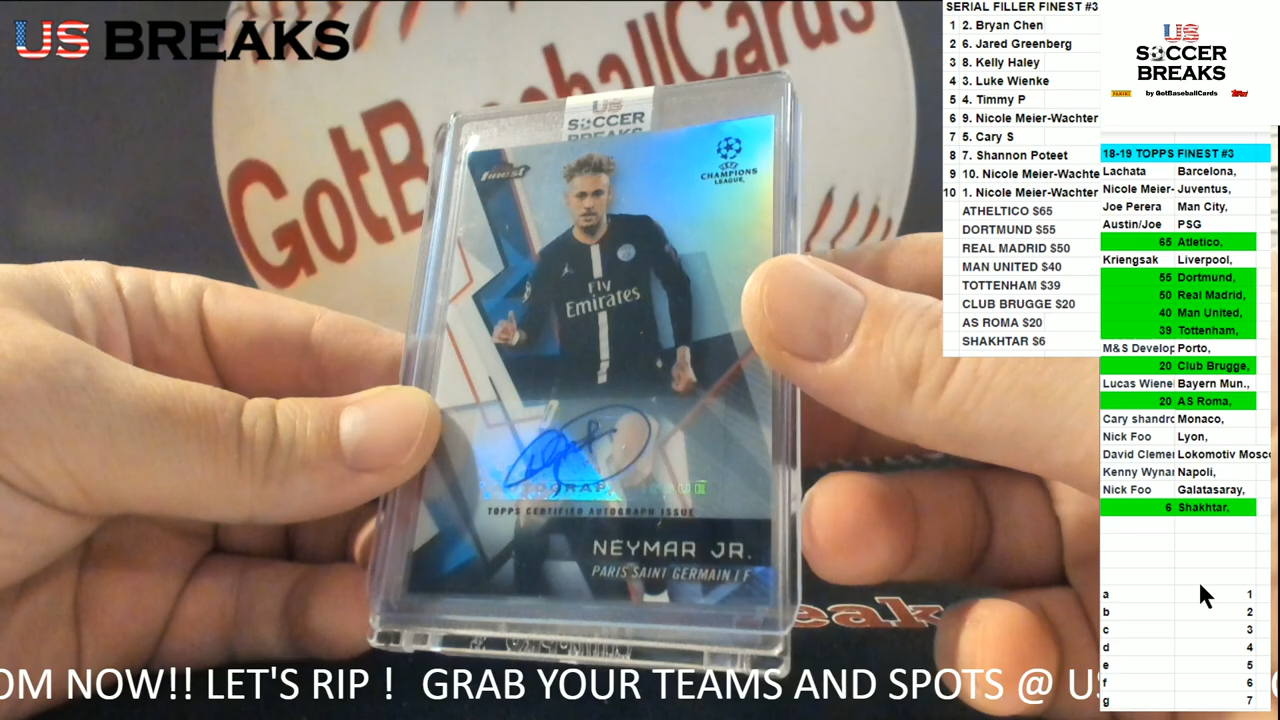 US BREAKS
GotBaseballCards
US
SOCCER
BREAKS
finest
CHAMPIONS
LEAGUE
Fly
Emirates
TOPPS CERTIFIED AUTOGRAPH ISSUE
NEYMAR JR.
PARIS SAINT GERMAIN | F
OM NOW!! LET'S RIP ! GRAB YOUR TEAMS AND SPOTS @ U
SERIAL FILLER FINEST #3
1 2. Bryan Chen
2 6. Jared Greenberg
3 8. Kelly Haley
4 3. Luke Wienke
5 4. Timmy P
6 9. Nicole Meier-Wachter
7 5. Cary S
8 7. Shannon Poteet
9 10. Nicole Meier-Wachte
10 1. Nicole Meier-Wachter
ATHELTICO $65
DORTMUND $55
REAL MADRID $50
MAN UNITED $40
TOTTENHAM $39
CLUB BRUGGE $20
AS ROMA $20
SHAKHTAR $6
US
SOCCER
BREAKS
PANINI by GotBaseballCards Topps
18-19 TOPPS FINEST #3
Lachata Barcelona,
Nicole Meier- Juventus,
Joe Perera Man City,
Austin/Joe PSG
65 Atletico,
Kriengsak Liverpool,
55 Dortmund,
50 Real Madrid,
40 Man United,
39 Tottenham,
M&S Develop Porto,
20 Club Brugge,
Lucas Wiene Bayern Mun.,
20 AS Roma,
Cary shandro Monaco,
Nick Foo Lyon,
David Cleme Lokomotiv Mosc
Kenny Wyna Napoli,
Nick Foo Galatasaray,
6 Shakhtar,
a 1
b 2
c 3
d 4
e 5
f 6
g 7